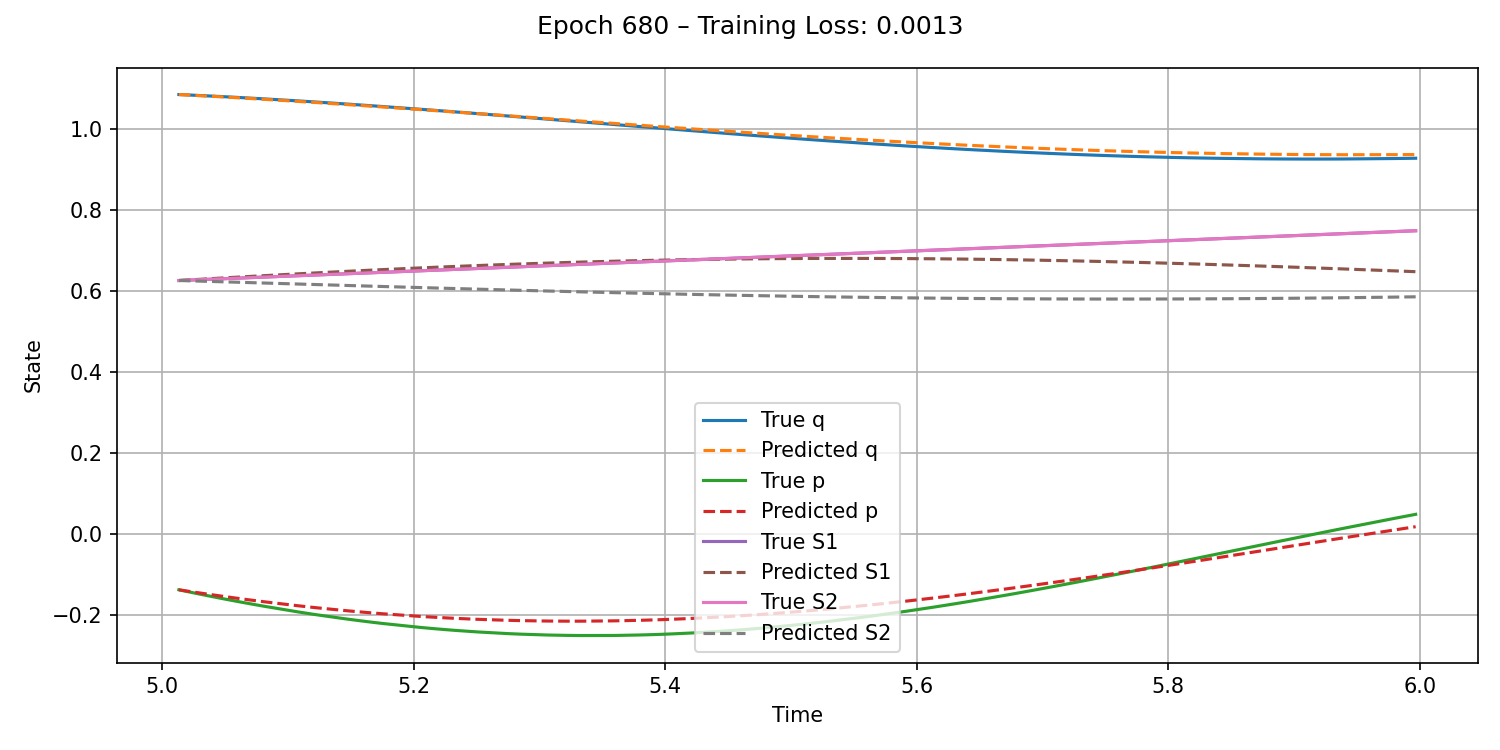 Epoch 680 – Training Loss: 0.0013
1.0
0.8
0.6
0.4
0.2
0.0
−0.2
State
True q
Predicted q
True p
Predicted p
True S1
Predicted S1
True S2
Predicted S2
5.0 5.2 5.4 5.6 5.8 6.0
Time